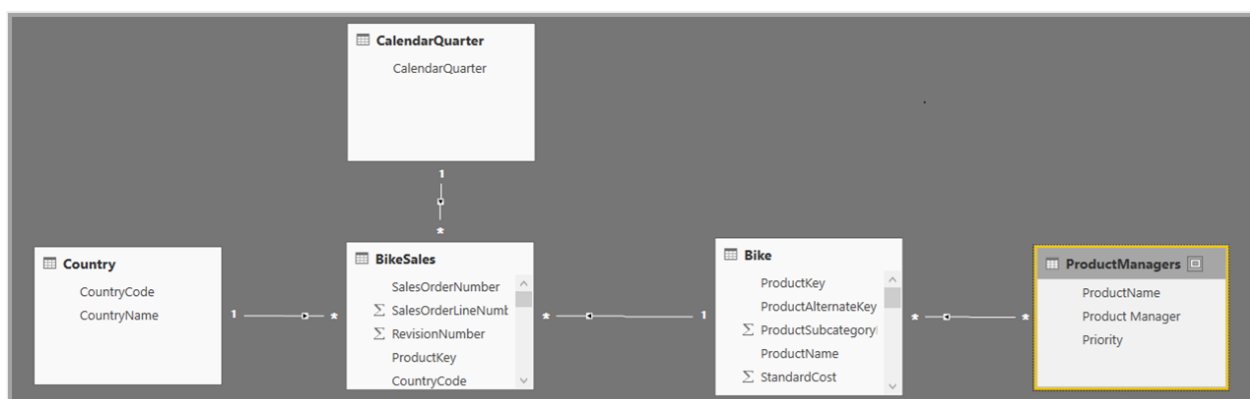 CalendarQuarter
CalendarQuarter
1
*
Country
CountryCode
CountryName
1
*
BikeSales
SalesOrderNumber
Σ SalesOrderLineNumb
Σ RevisionNumber
ProductKey
CountryCode
*
1
Bike
ProductKey
ProductAlternateKey
Σ ProductSubcategoryI
ProductName
Σ StandardCost
*
*
ProductManagers
ProductName
Product Manager
Priority